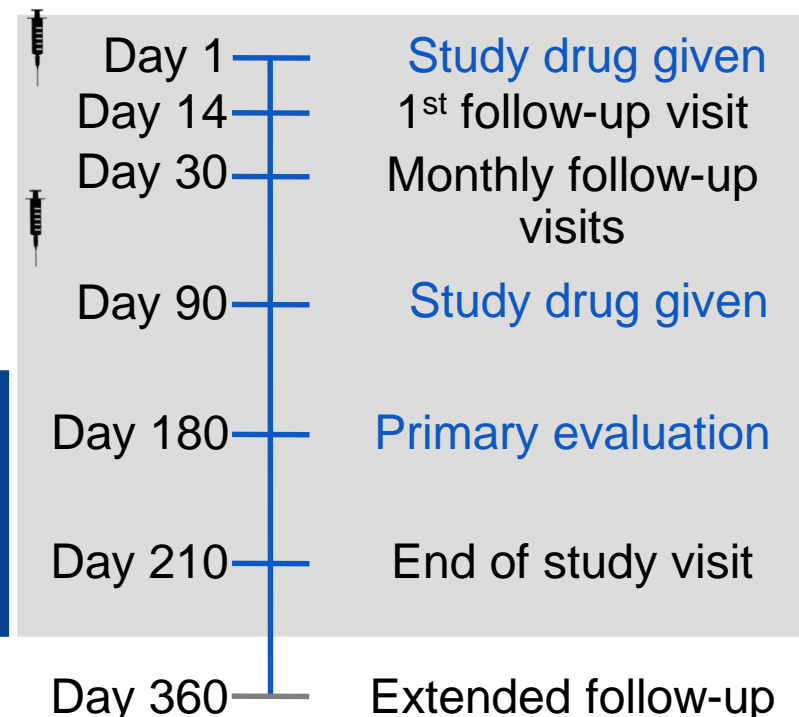 Day 1 Study drug given
Day 14 1st follow-up visit
Day 30 Monthly follow-up
visits
Day 90 Study drug given
Day 180 Primary evaluation
Day 210 End of study visit
Day 360 Extended follow-up